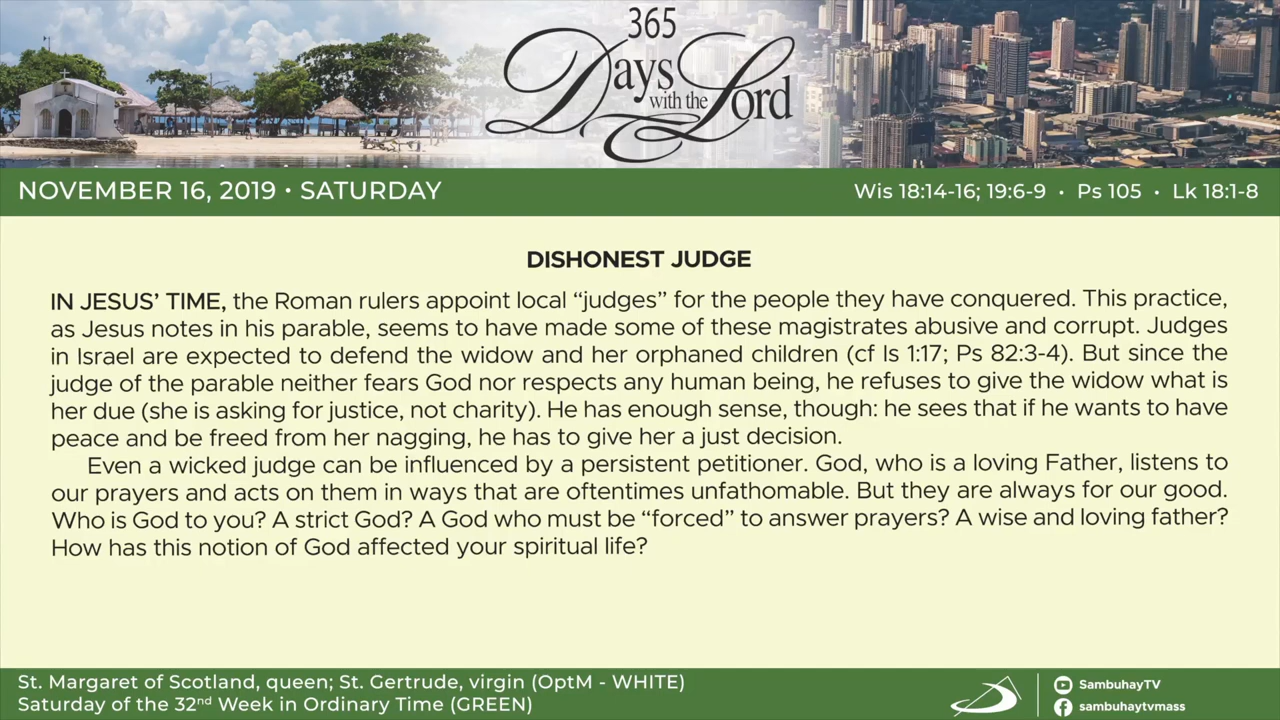 365
Days
with the
Lord
NOVEMBER 16, 2019 • SATURDAY
Wis 18:14-16; 19:6-9 • Ps 105 • Lk 18:1-8
DISHONEST JUDGE
IN JESUS’ TIME, the Roman rulers appoint local “judges” for the people they have conquered. This practice,
as Jesus notes in his parable, seems to have made some of these magistrates abusive and corrupt. Judges
in Israel are expected to defend the widow and her orphaned children (cf Is 1:17; Ps 82:3-4). But since the
judge of the parable neither fears God nor respects any human being, he refuses to give the widow what is
her due (she is asking for justice, not charity). He has enough sense, though: he sees that if he wants to have
peace and be freed from her nagging, he has to give her a just decision.
Even a wicked judge can be influenced by a persistent petitioner. God, who is a loving Father, listens to
our prayers and acts on them in ways that are oftentimes unfathomable. But they are always for our good.
Who is God to you? A strict God? A God who must be “forced” to answer prayers? A wise and loving father?
How has this notion of God affected your spiritual life?
St. Margaret of Scotland, queen; St. Gertrude, virgin (OptM - WHITE)
Saturday of the 32nd Week in Ordinary Time (GREEN)
SambuhayTV
sambuhaytvmass